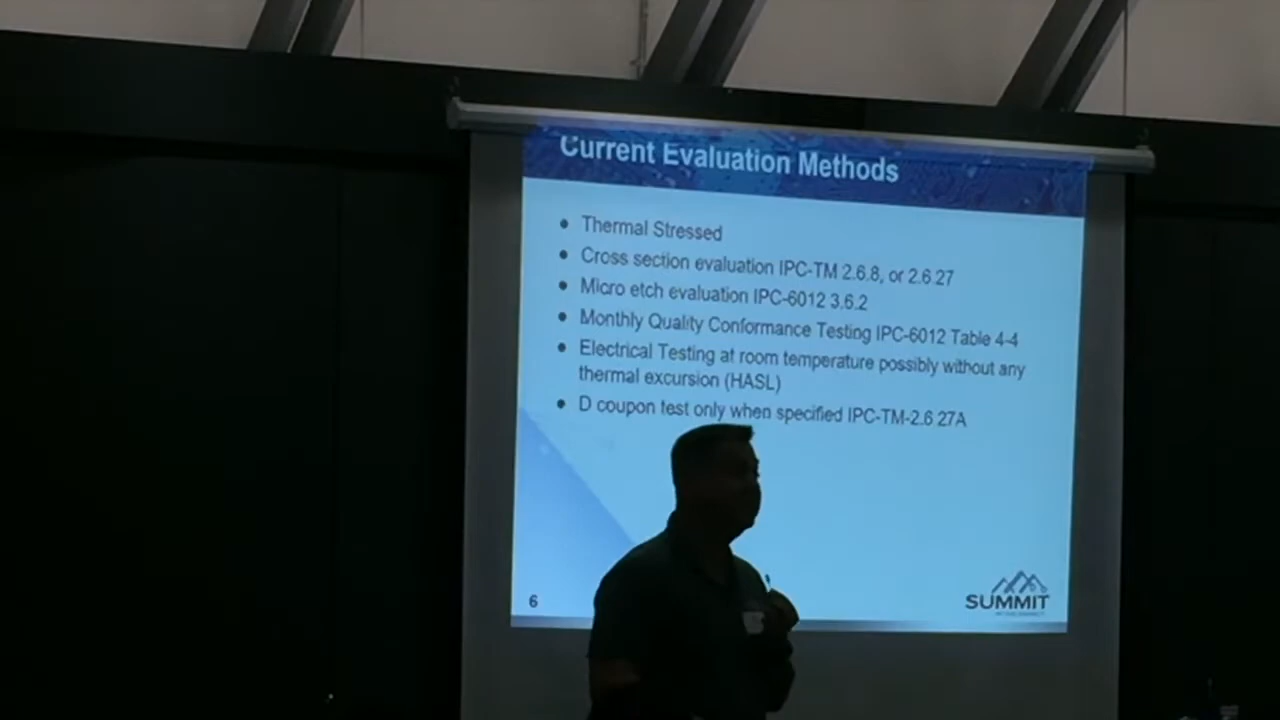 Current Evaluation Methods
• Thermal Stressed
• Cross section evaluation IPC-TM 2.6.8, or 2.6.27
• Micro etch evaluation IPC-6012 3.6.2
• Monthly Quality Conformance Testing IPC-6012 Table 4-4
• Electrical Testing at room temperature possibly without any
thermal excursion (HASL)
• D coupon test only when specified IPC-TM-2.6 27A
6
SUMMIT